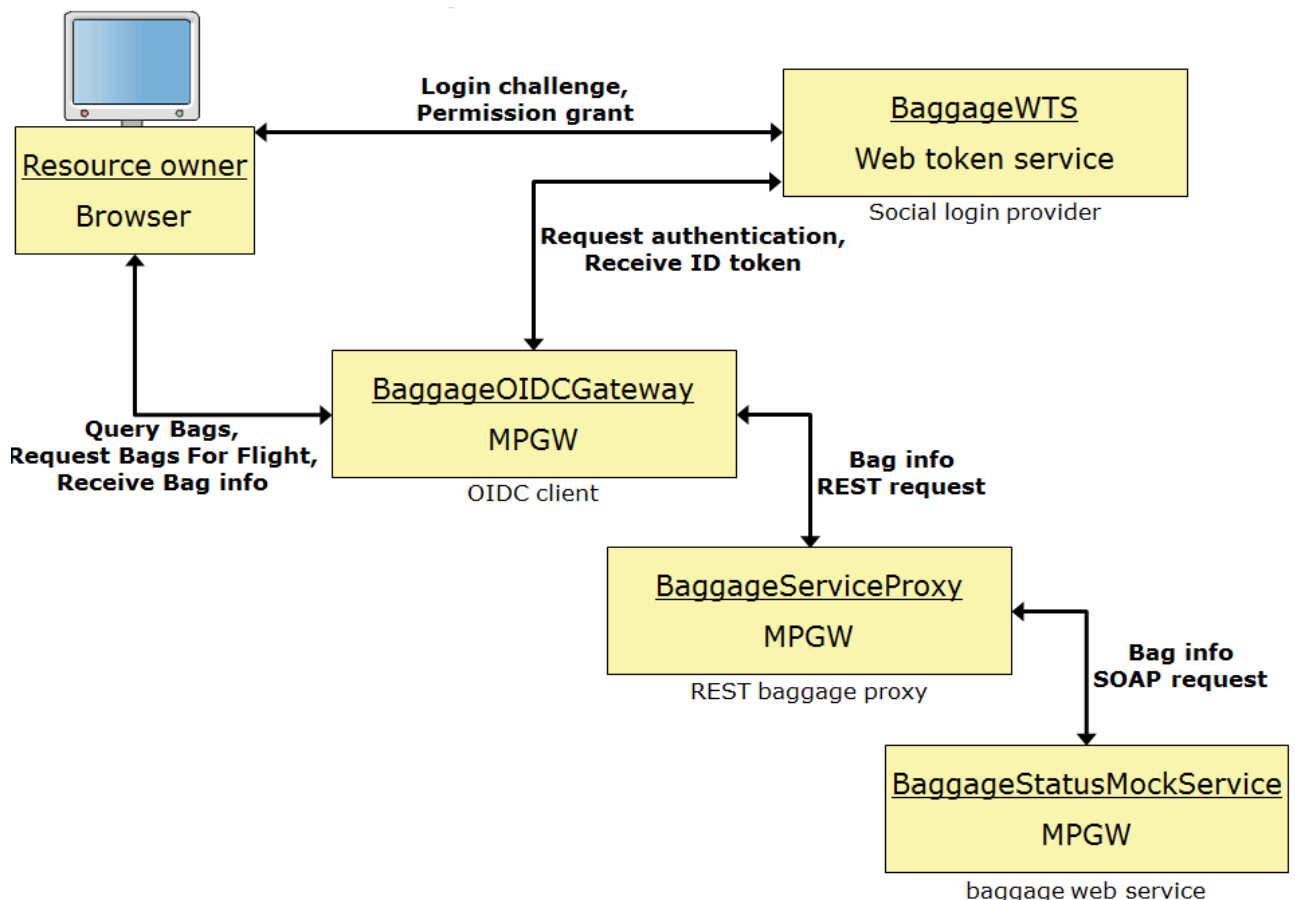 Login challenge,
Permission grant
BaggageWTS
Web token service
Social login provider
Resource owner
Browser
Request authentication,
Receive ID token
BaggageOIDCGateway
MPGW
OIDC client
Query Bags,
Request Bags For Flight,
Receive Bag info
Bag info
REST request
BaggageServiceProxy
MPGW
REST baggage proxy
Bag info
SOAP request
BaggageStatusMockService
MPGW
baggage web service